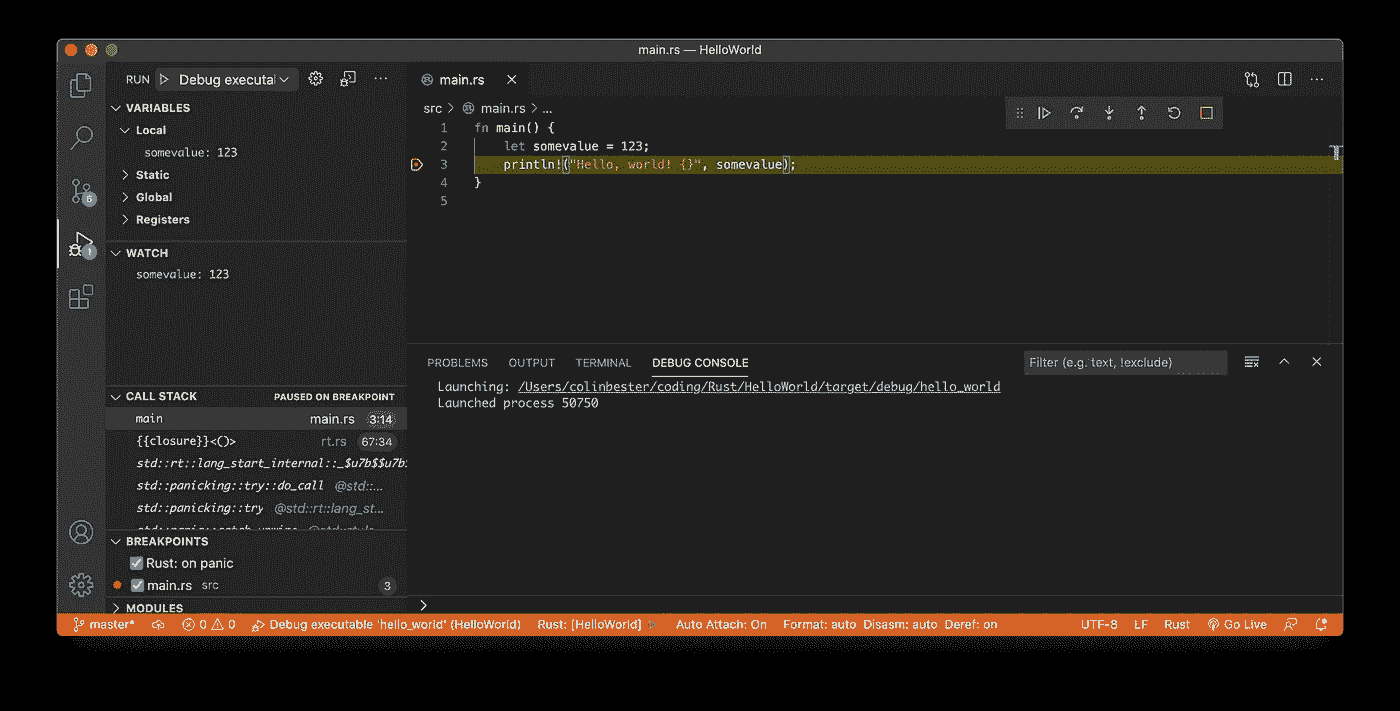 main.rs — HelloWorld
RUN Debug executal
main.rs
VARIABLES
Local
somevalue: 123
Static
Global
Registers
WATCH
somevalue: 123
CALL STACK PAUSED ON BREAKPOINT
main main.rs 3:14
{{closure}}<()> rt.rs 67:34
std::rt::lang_start_internal::_$u7b$$u7b
std::panicking::try::do_call @std::...
std::panicking::try @std::rt::lang_st...
BREAKPOINTS
Rust: on panic
main.rs src 3
MODULES
src > main.rs > ...
1 fn main() {
2 let somevalue = 123;
3 println!("Hello, world! {}", somevalue);
4 }
5
6
1
PROBLEMS OUTPUT TERMINAL DEBUG CONSOLE Filter (e.g. text, !exclude)
Launching: /Users/colinbester/coding/Rust/HelloWorld/target/debug/hello_world
Launched process 50750
>
master* 0 0 Debug executable 'hello_world' (HelloWorld) Rust: [HelloWorld] Auto Attach: On Format: auto Disasm: auto Deref: on UTF-8 LF Rust Go Live